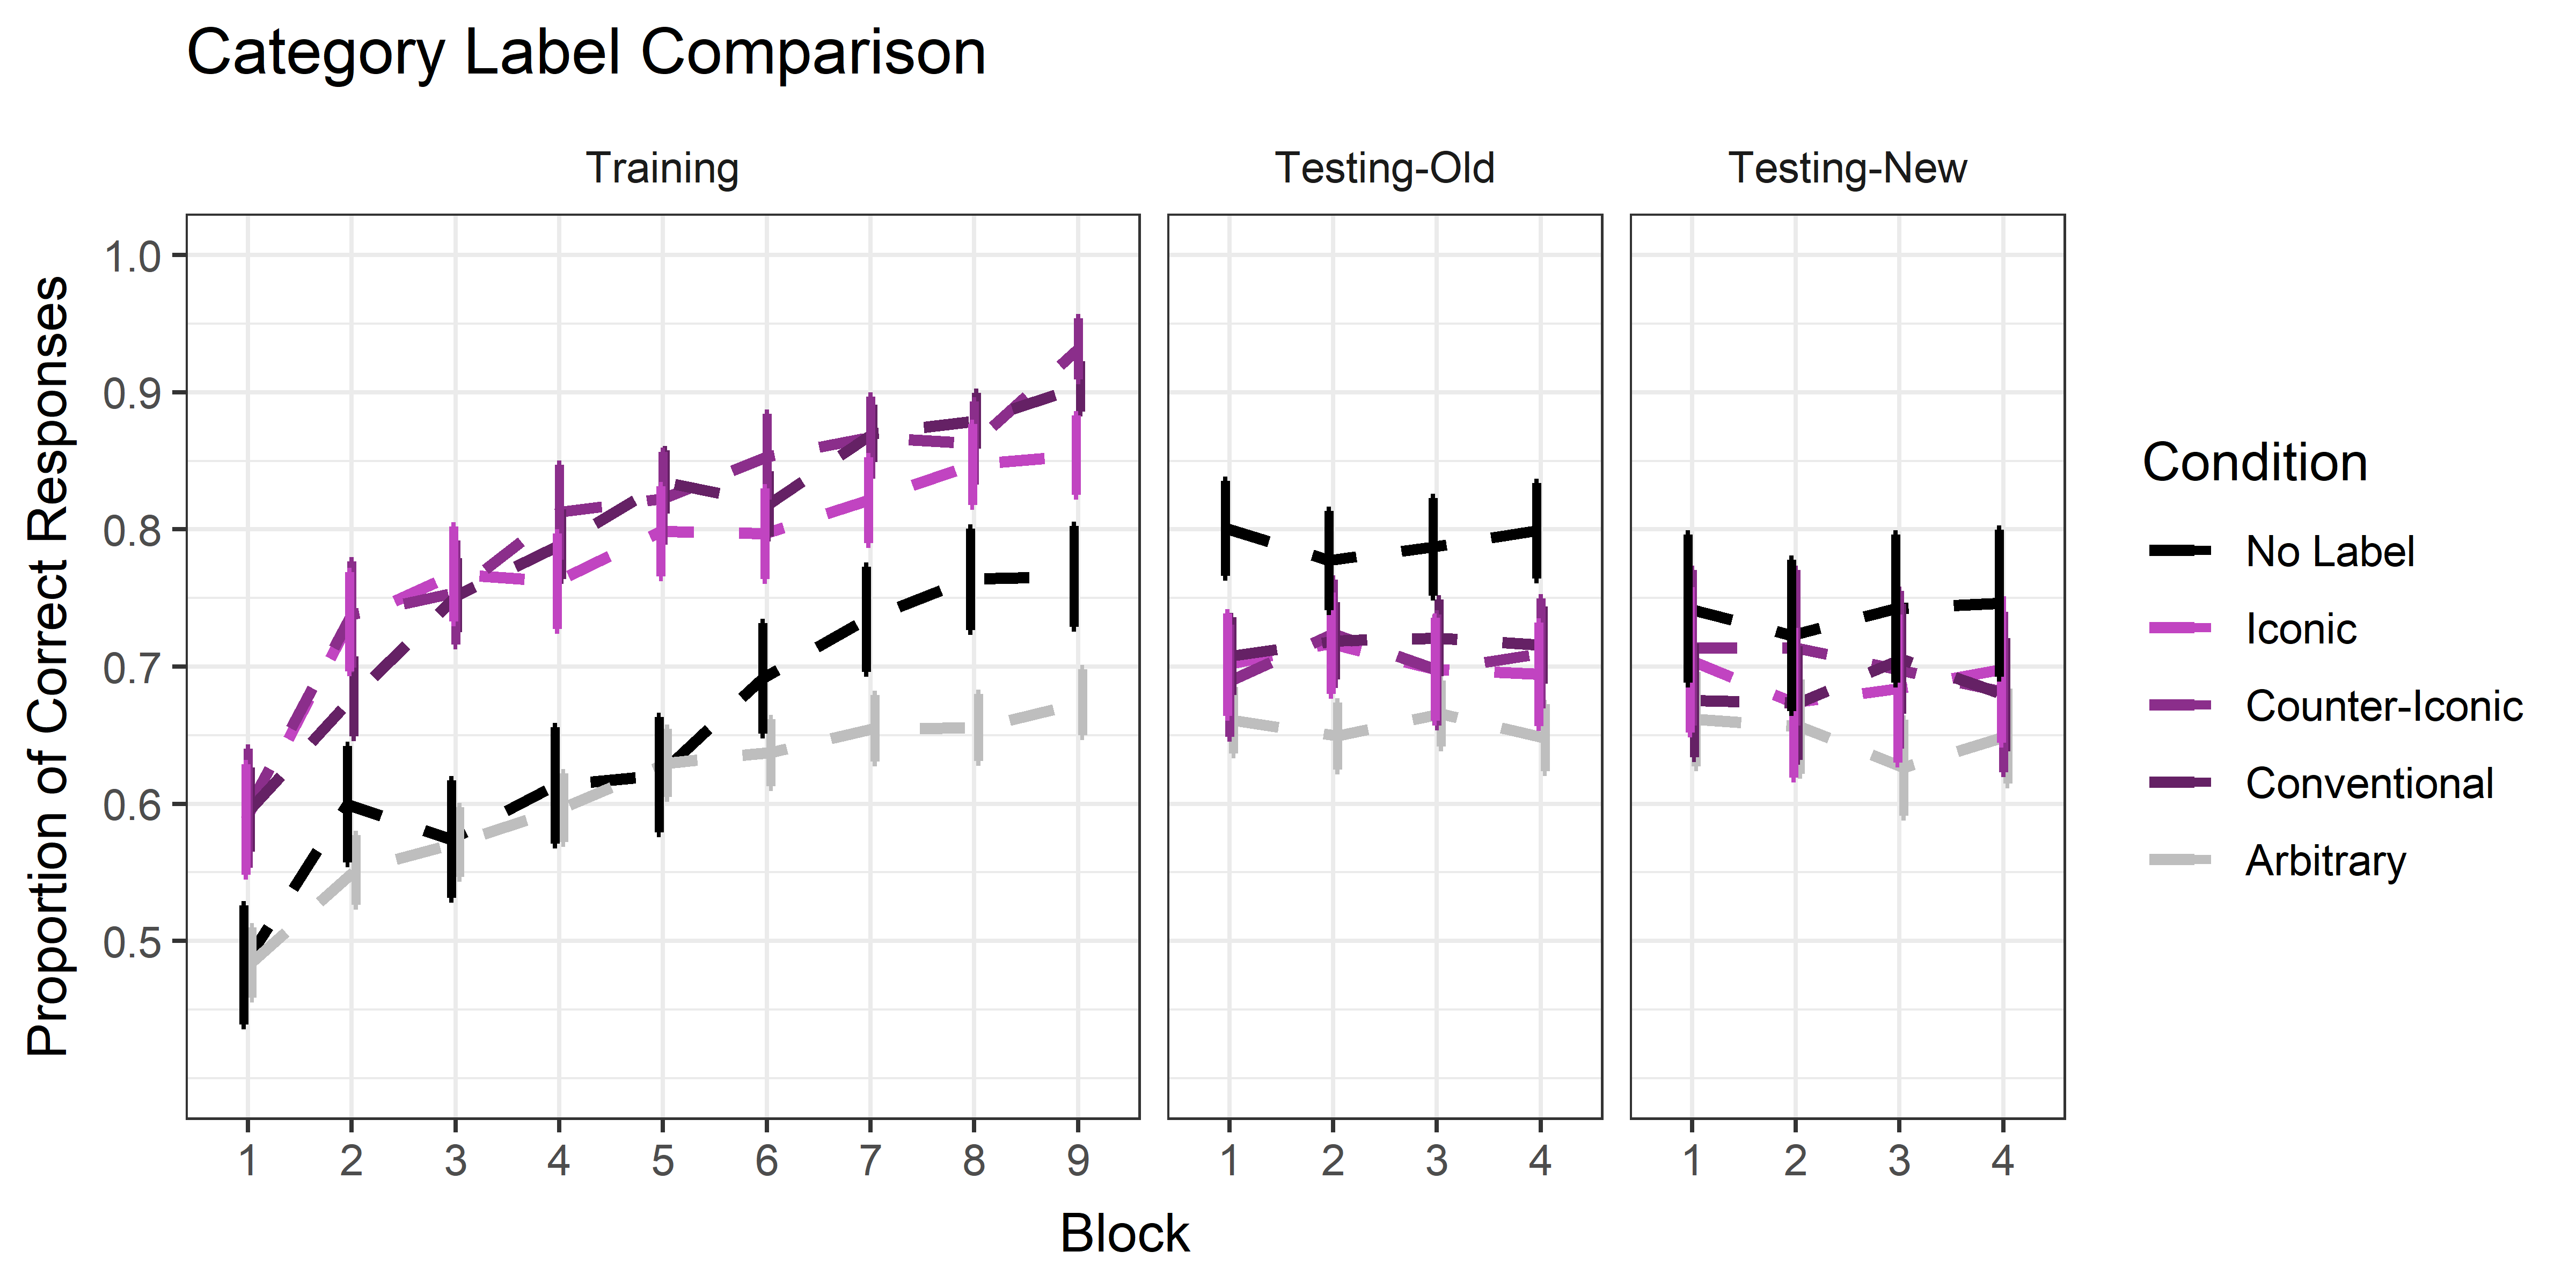 Category Label Comparison
Training
Testing-Old
Testing-New
Proportion of Correct Responses
1.0
0.9
0.8
0.7
0.6
0.5
1 2 3 4 5 6 7 8 9
1 2 3 4
1 2 3 4
Block
Condition
No Label
Iconic
Counter-Iconic
Conventional
Arbitrary